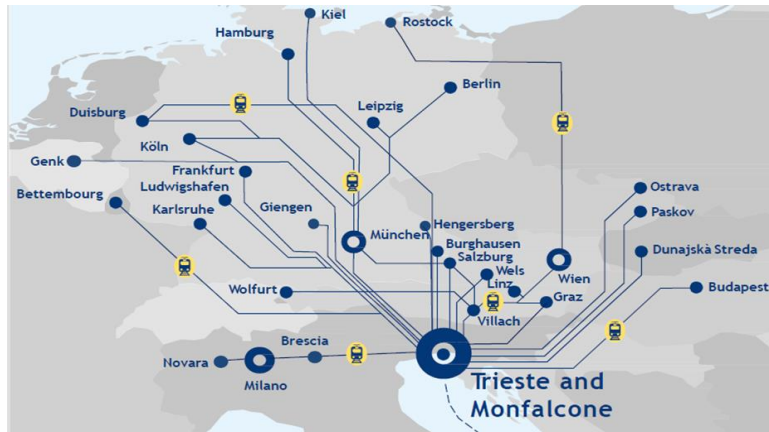 Kiel
Rostock
Hamburg
Berlin
Leipzig
Duisburg
Köln
Genk
Frankfurt
Ludwigshafen
Bettembourg
Karlsruhe
Giengen
Hengersberg
München
Burghausen
Salzburg
Ostrava
Paskov
Dunajskà Streda
Wels
Linz
Wien
Wolfurt
Graz
Budapest
Villach
Brescia
Novara
Milano
Trieste and
Monfalcone